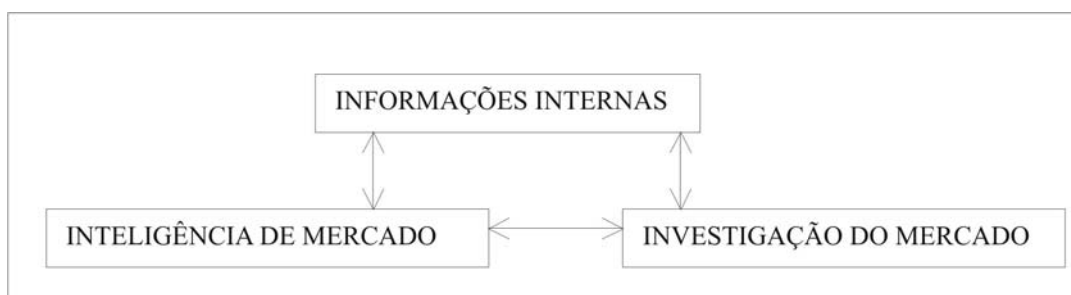 INFORMAÇÕES INTERNAS
INTELIGÊNCIA DE MERCADO
INVESTIGAÇÃO DO MERCADO